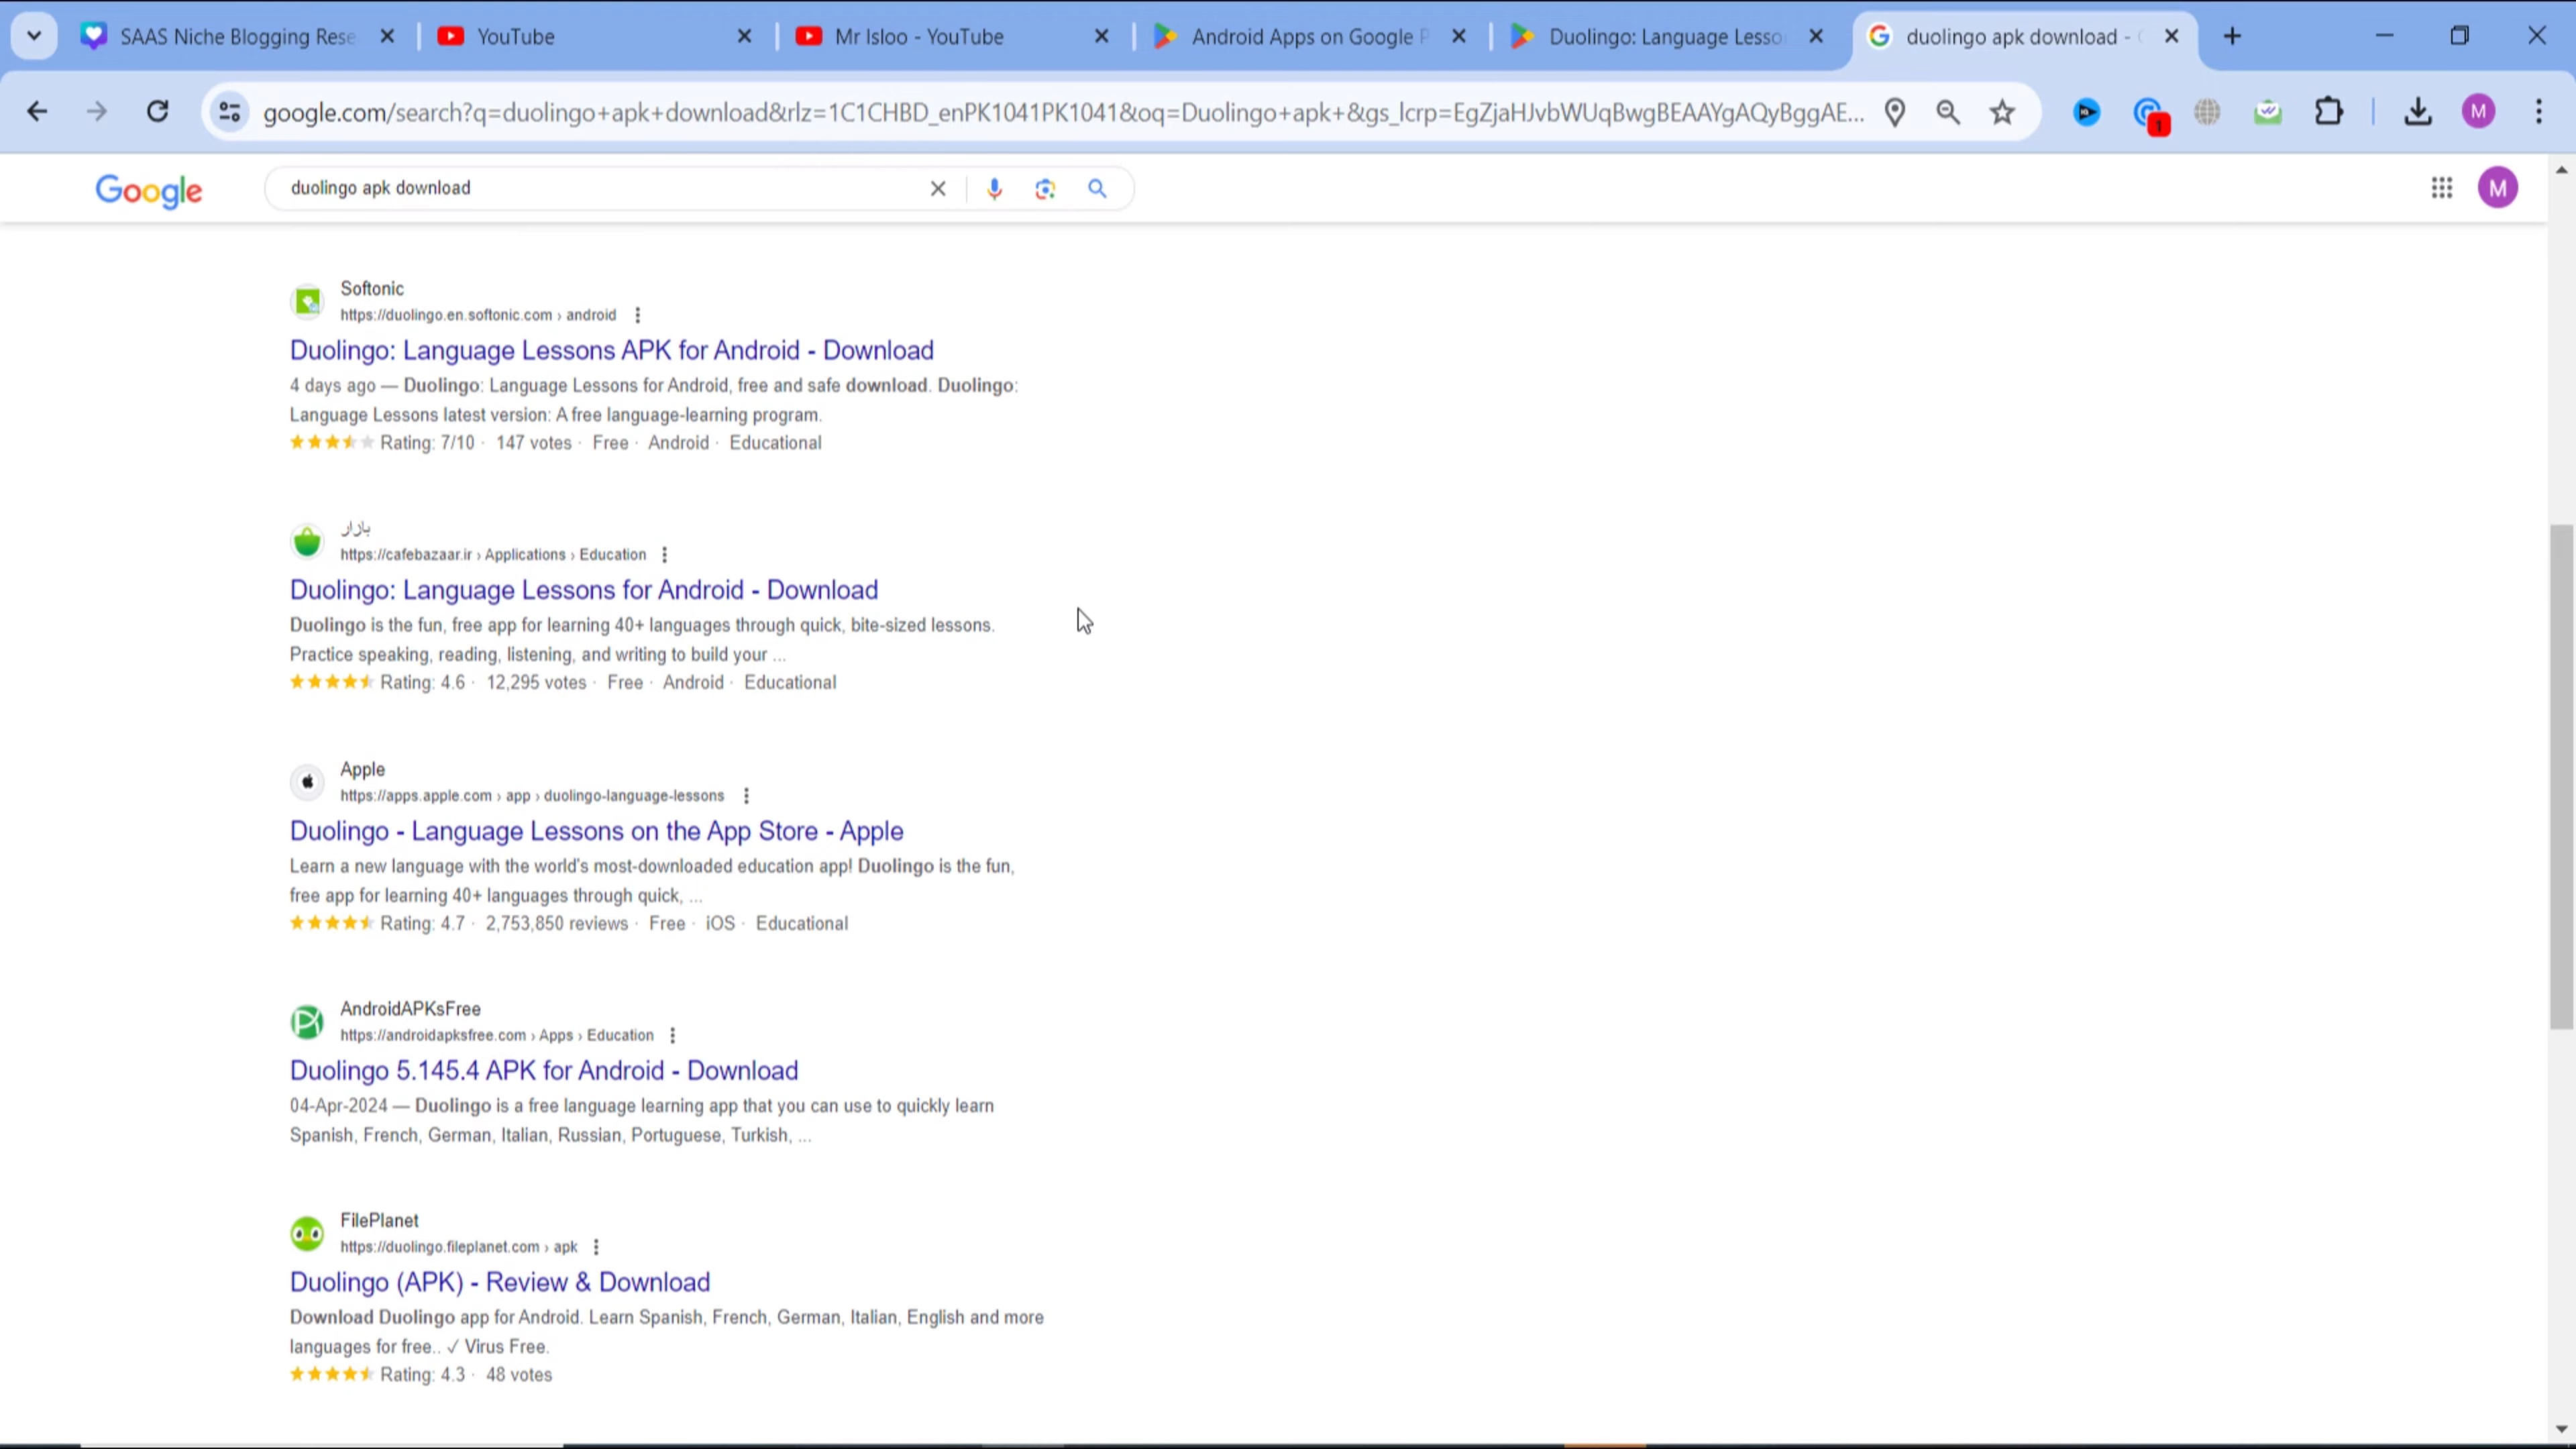 SAAS Niche Blogging Rese
YouTube
Mr Isloo - YouTube
Android Apps on Google P
Duolingo: Language Lesso
duolingo apk download -
google.com/search?q=duolingo+apk+download&rlz=1C1CHBD_enPK1041PK1041&oq=Duolingo+apk+&gs_lcrp=EgZjaHJvbWUqBwgBEAAYgAQyBggAE...
1
M
Google
duolingo apk download
M
Softonic
https://duolingo.en.softonic.com › android
Duolingo: Language Lessons APK for Android - Download
4 days ago — Duolingo: Language Lessons for Android, free and safe download. Duolingo:
Language Lessons latest version: A free language-learning program.
Rating: 7/10 · 147 votes · Free · Android · Educational
بازار
https://cafebazaar.ir › Applications › Education
Duolingo: Language Lessons for Android - Download
Duolingo is the fun, free app for learning 40+ languages through quick, bite-sized lessons.
Practice speaking, reading, listening, and writing to build your ...
Rating: 4.6 · 12,295 votes · Free · Android · Educational
Apple
https://apps.apple.com › app › duolingo-language-lessons
Duolingo - Language Lessons on the App Store - Apple
Learn a new language with the world's most-downloaded education app! Duolingo is the fun,
free app for learning 40+ languages through quick, ...
Rating: 4.7 · 2,753,850 reviews · Free · iOS · Educational
AndroidAPKsFree
https://androidapksfree.com › Apps › Education
Duolingo 5.145.4 APK for Android - Download
04-Apr-2024 — Duolingo is a free language learning app that you can use to quickly learn
Spanish, French, German, Italian, Russian, Portuguese, Turkish, ...
FilePlanet
https://duolingo.fileplanet.com › apk
Duolingo (APK) - Review & Download
Download Duolingo app for Android. Learn Spanish, French, German, Italian, English and more
languages for free.. ✓ Virus Free.
Rating: 4.3 · 48 votes